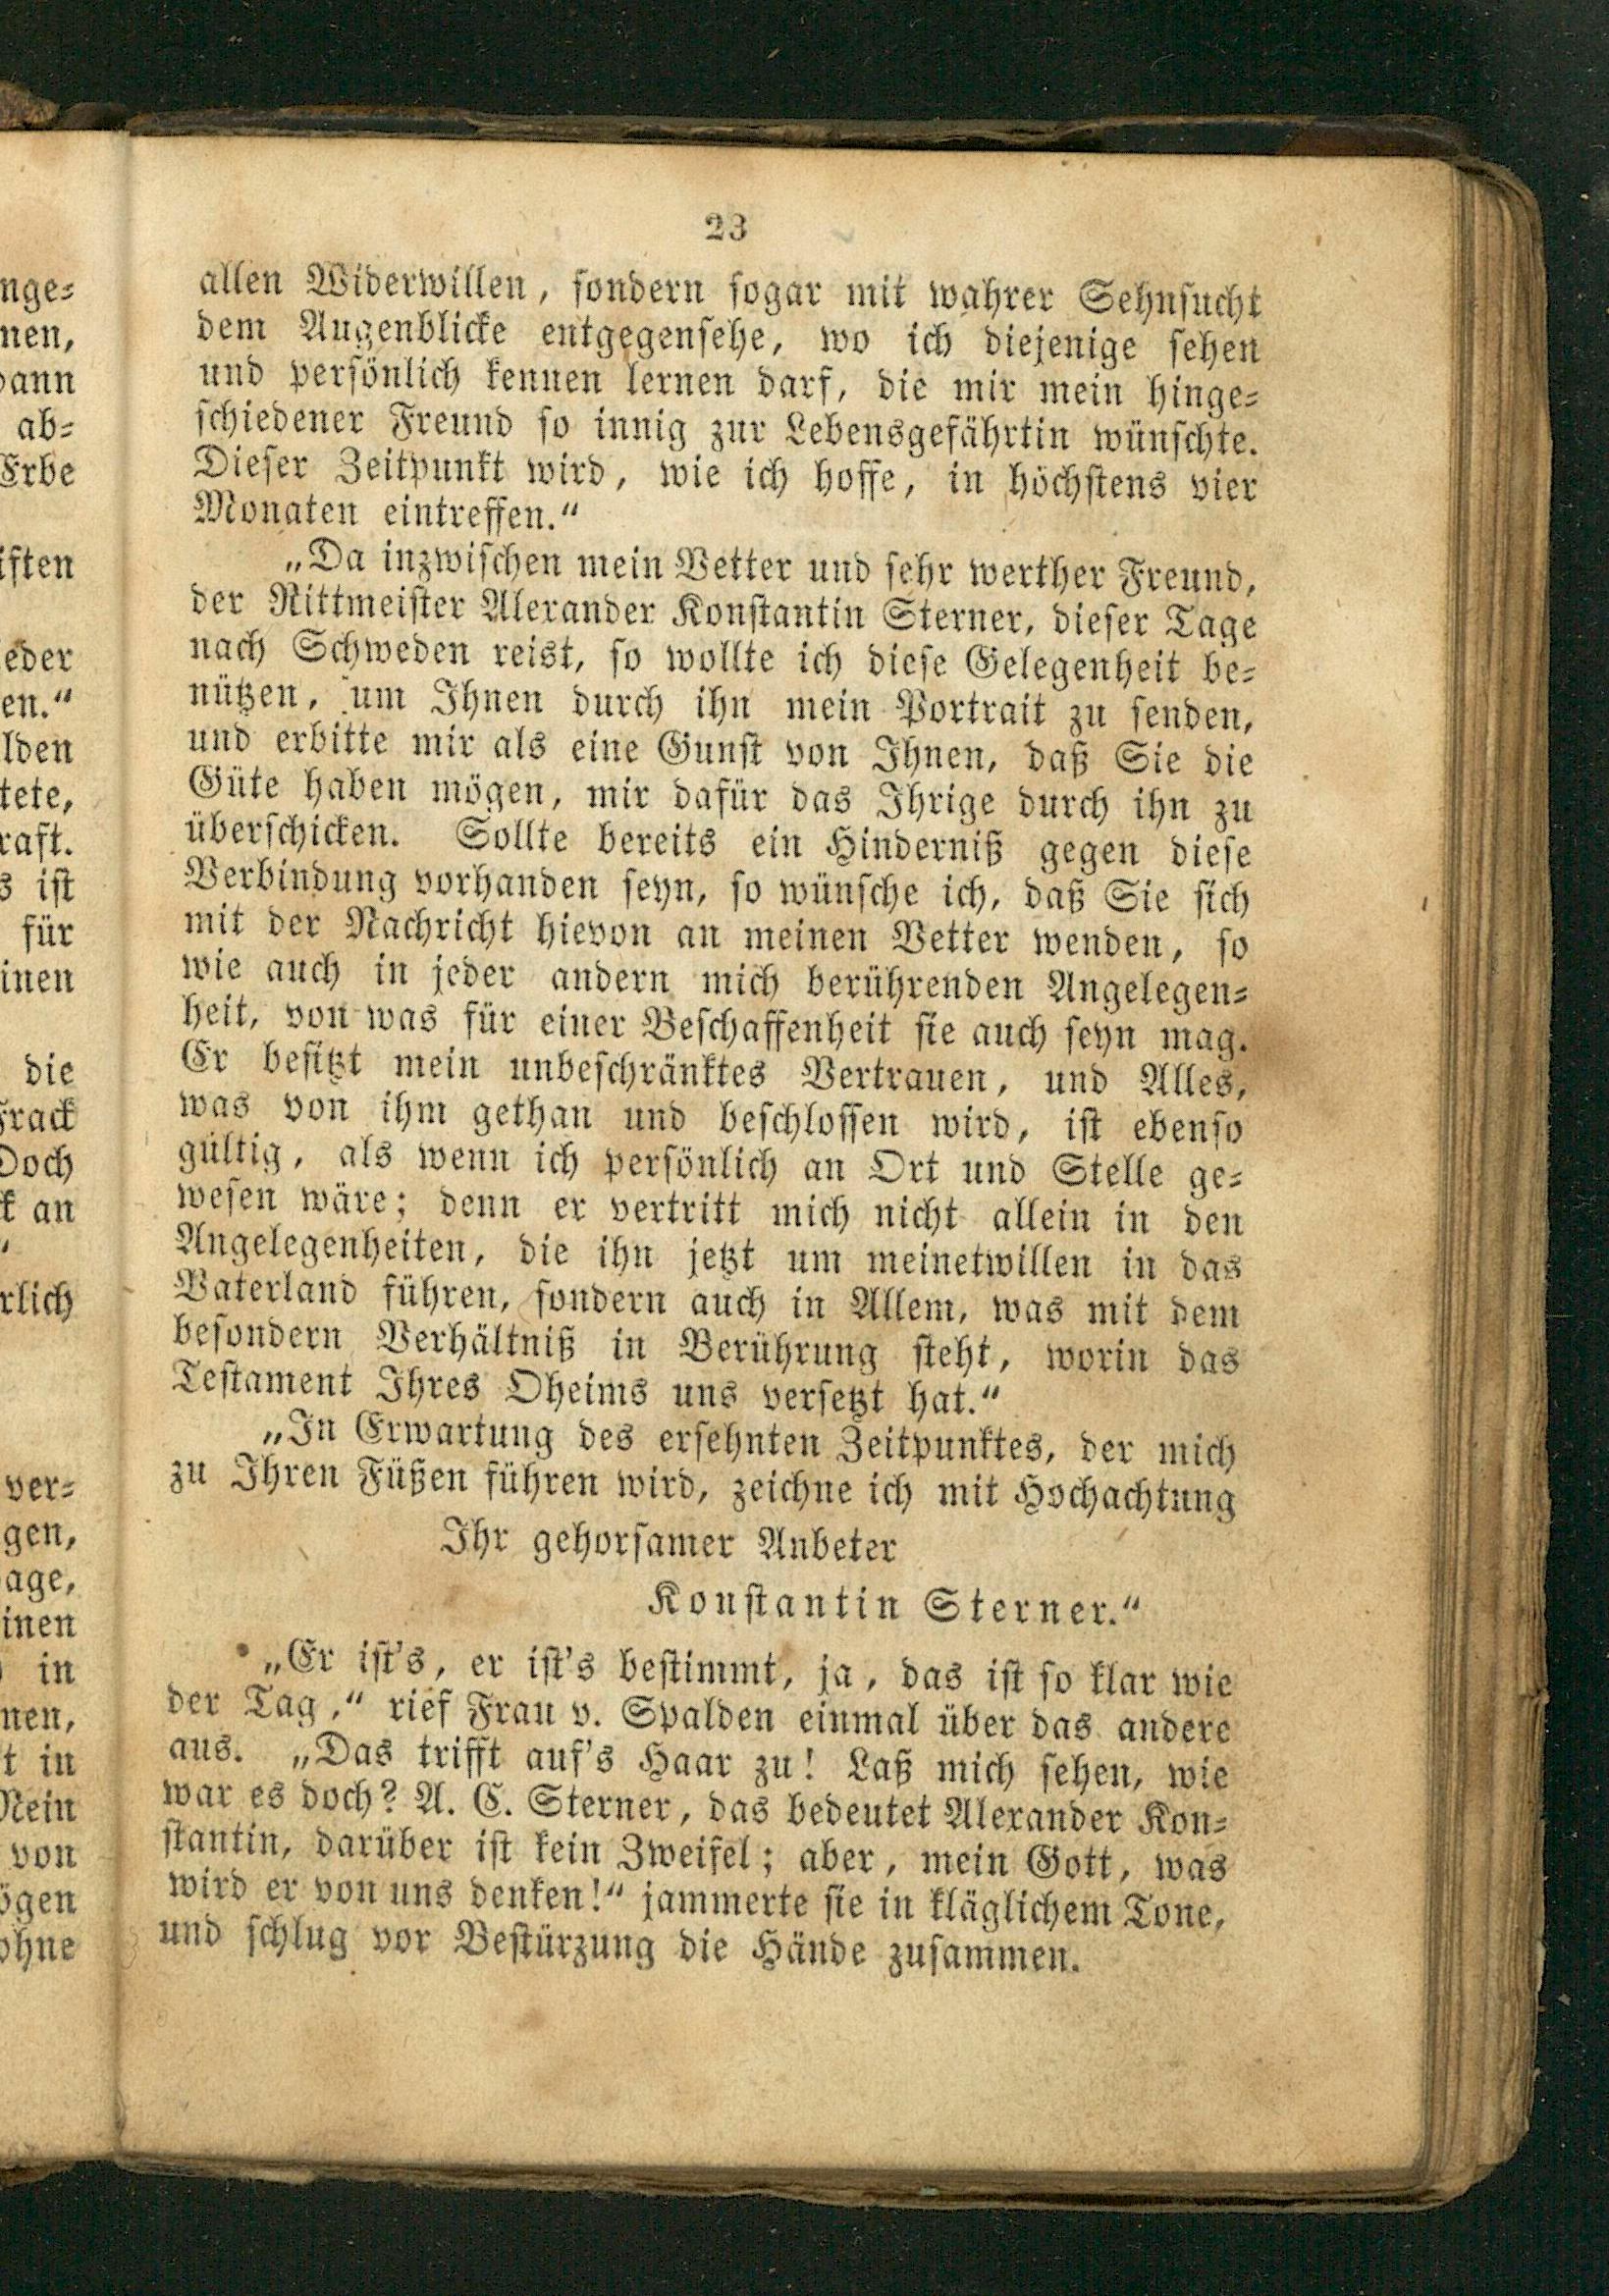 23
allen Widerwillen, sondern sogar mit wahrer Sehnsucht
dem Augenblicke entgegensehe, wo ich diejenige sehen
und persönlich kennen lernen darf, die mir mein hinge-
schiedener Freund so innig zur Lebensgefährtin wünschte.
Dieser Zeitpunkt wird, wie ich hoffe, in höchstens vier
Monaten eintreffen.“
„Da inzwischen mein Vetter und sehr werther Freund,
der Rittmeister Alexander Konstantin Sterner, dieser Tage
nach Schweden reist, so wollte ich diese Gelegenheit be-
nützen, um Ihnen durch ihn mein Portrait zu senden,
und erbitte mir als eine Gunst von Ihnen, daß Sie die
Güte haben mögen, mir dafür das Ihrige durch ihn zu
überschicken. Sollte bereits ein Hinderniß gegen diese
Verbindung vorhanden seyn, so wünsche ich, daß Sie sich
mit der Nachricht hievon an meinen Vetter wenden, so
wie auch in jeder andern mich berührenden Angelegen-
heit, von was für einer Beschaffenheit sie auch seyn mag.
Er besitzt mein unbeschränktes Vertrauen, und Alles,
was von ihm gethan und beschlossen wird, ist ebenso
gültig, als wenn ich persönlich an Ort und Stelle ge-
wesen wäre; denn er vertritt mich nicht allein in den
Angelegenheiten, die ihn jetzt um meinetwillen in das
Vaterland führen, sondern auch in Allem, was mit dem
besondern Verhältniß in Berührung steht, worin das
Testament Ihres Oheims uns versetzt hat.“
„In Erwartung des ersehnten Zeitpunktes, der mich
zu Ihren Füßen führen wird, zeichne ich mit Hochachtung
Ihr gehorsamer Anbeter
Konstantin Sterner.“
„Er ist's, er ist's bestimmt, ja, das ist so klar wie
der Tag,“ rief Frau v. Spalden einmal über das andere
aus. „Das trifft auf's Haar zu! Laß mich sehen, wie
war es doch? A. C. Sterner, das bedeutet Alexander Kon-
stantin, darüber ist kein Zweifel; aber, mein Gott, was
wird er von uns denken!“ jammerte sie in kläglichem Tone,
und schlug vor Bestürzung die Hände zusammen.